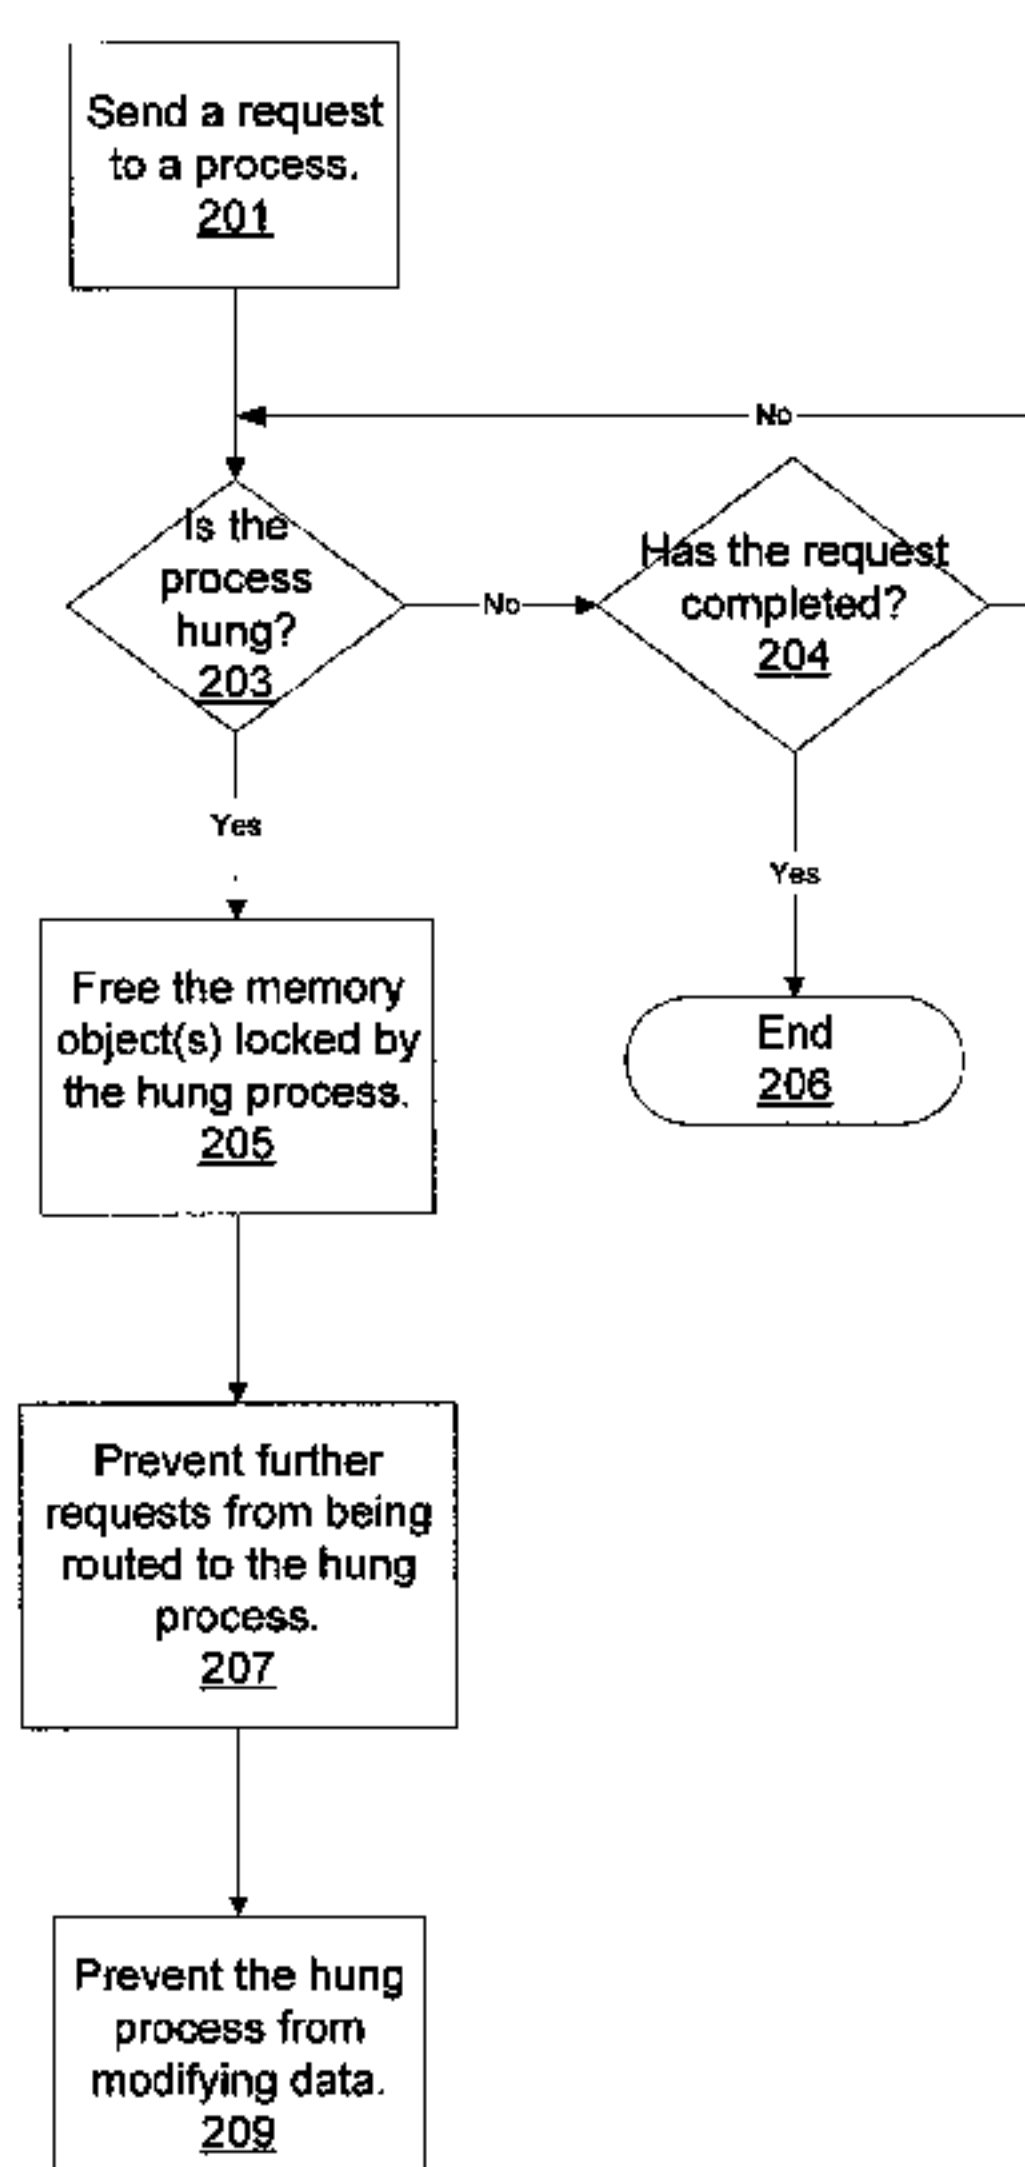 Send a request
to a process.
201
No
Is the
process
hung?
203
No
Has the request
completed?
204
Yes
Yes
Free the memory
object(s) locked by
the hung process.
205
End
206
Prevent further
requests from being
routed to the hung
process.
207
Prevent the hung
process from
modifying data.
209